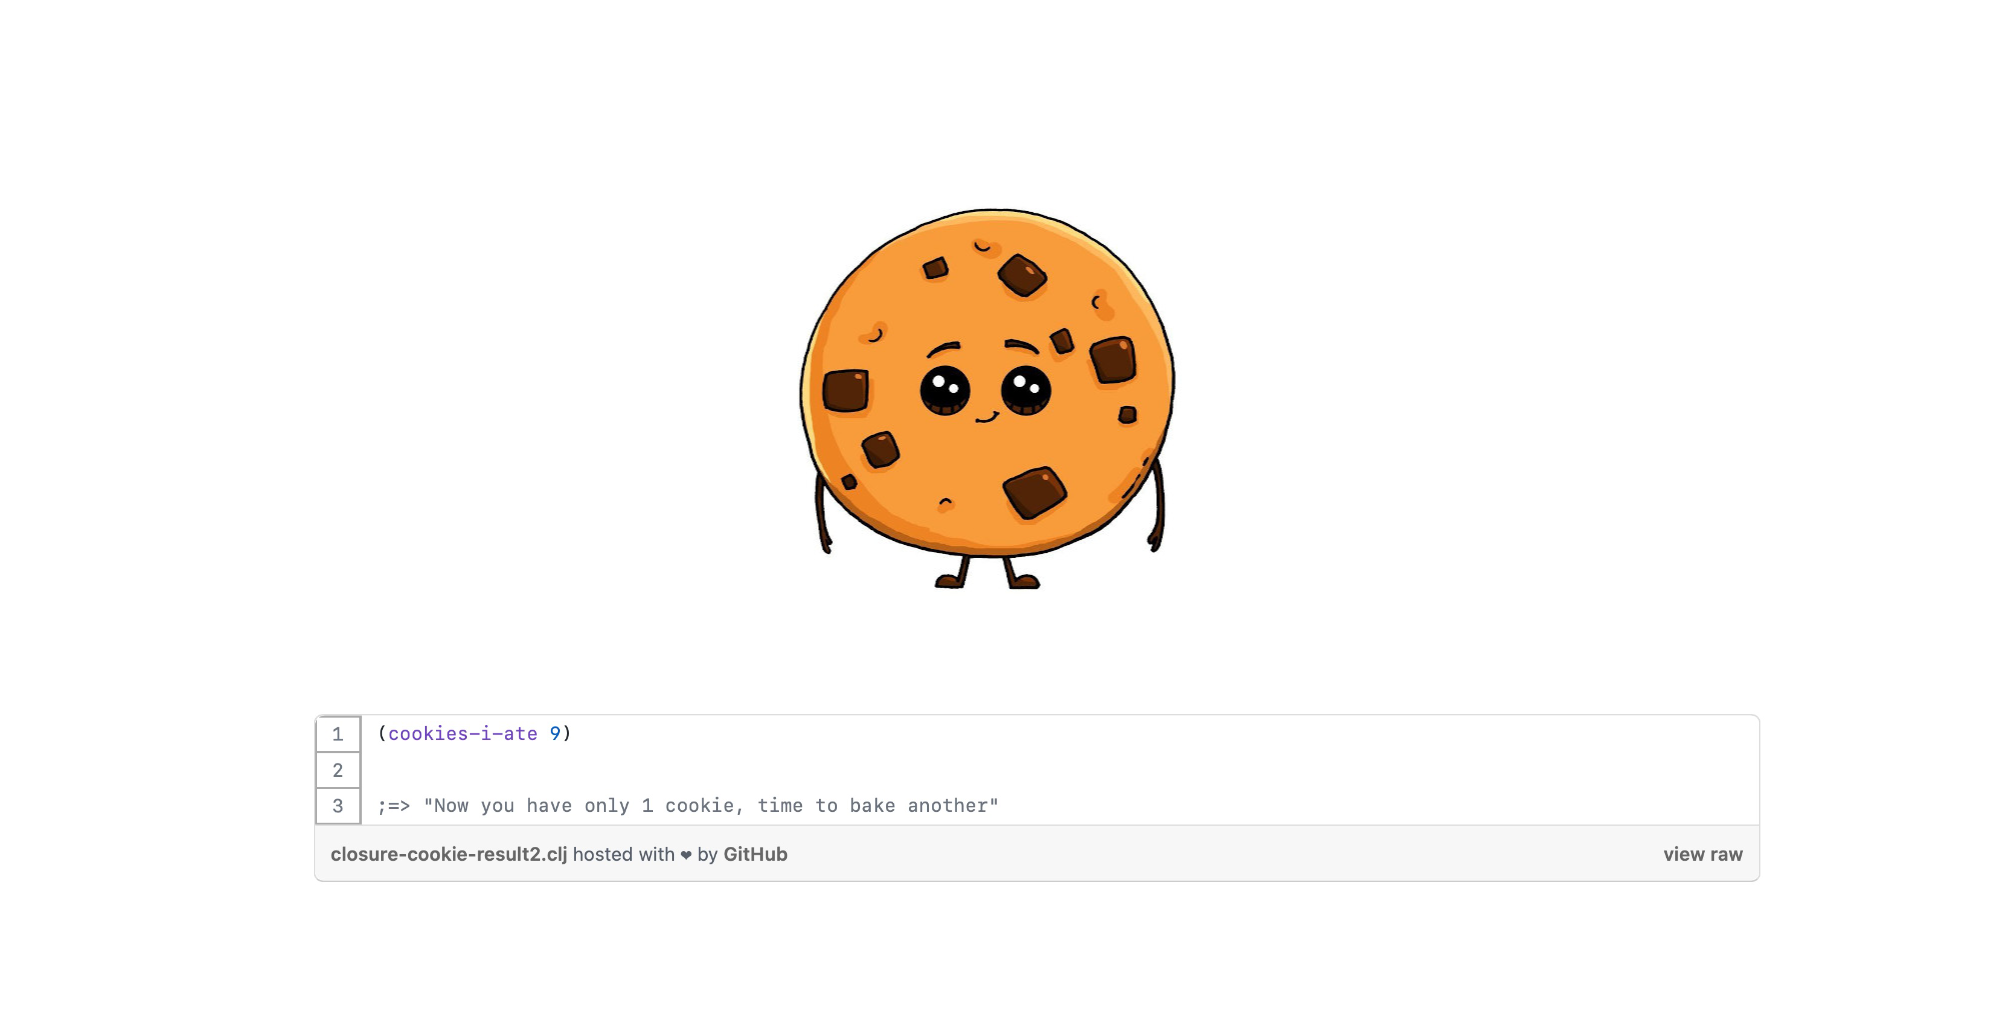 1 (cookies-i-ate 9)
2
3 ;=> "Now you have only 1 cookie, time to bake another"
closure-cookie-result2.clj hosted with ❤ by GitHub view raw